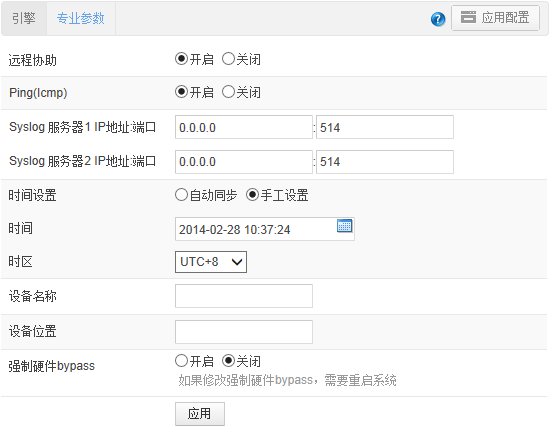 引擎 专业参数 ? 应用配置
远程协助 开启 关闭
Ping(Icmp) 开启 关闭
Syslog 服务器1 IP地址:端口 0.0.0.0 : 514
Syslog 服务器2 IP地址:端口 0.0.0.0 : 514
时间设置 自动同步 手工设置
时间 2014-02-28 10:37:24
时区 UTC+8
设备名称
设备位置
强制硬件bypass 开启 关闭
如果修改强制硬件bypass，需要重启系统
应用